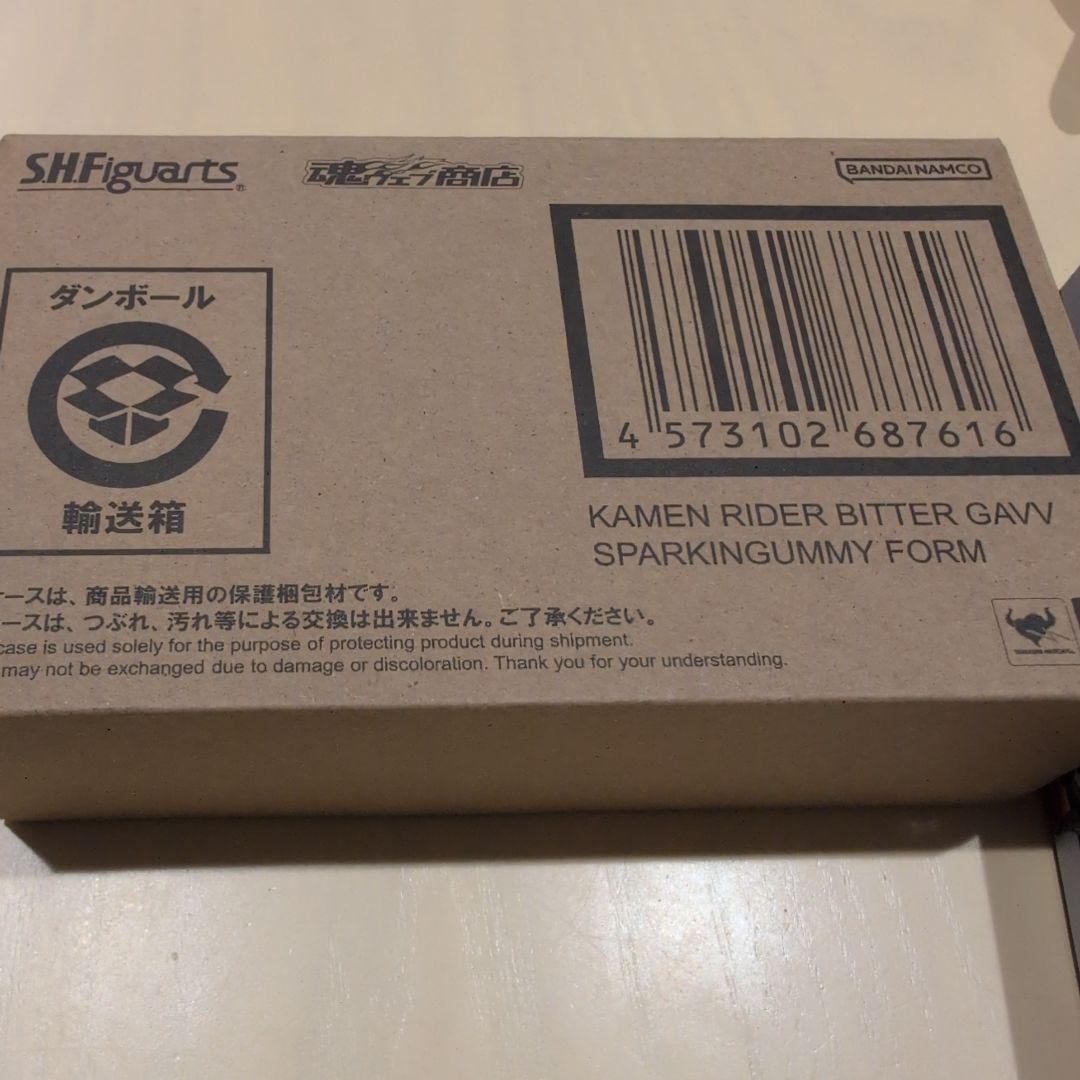 S.H.Figuarts®
魂ウェブ商店
BANDAI NAMCO
ダンボール
輸送箱
4 573102 687616
KAMEN RIDER BITTER GAVV
SPARKINGUMMY FORM
ースは、商品輸送用の保護梱包材です。
ースは、つぶれ、汚れ等による交換は出来ません。ご了承ください。
case is used solely for the purpose of protecting product during shipment.
may not be exchanged due to damage or discoloration. Thank you for your understanding.